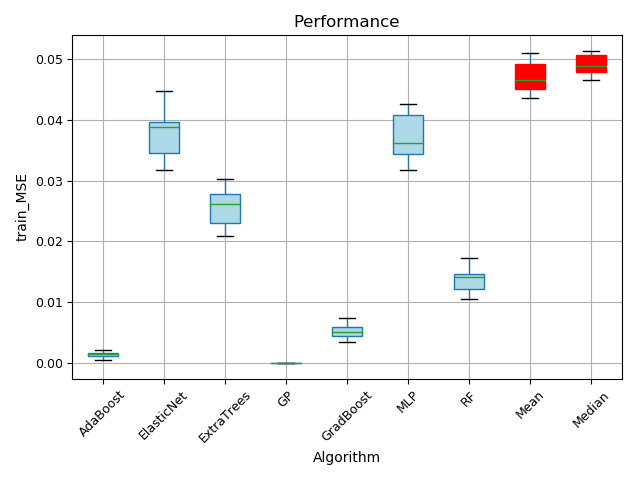 Performance
train_MSE
0.05
0.04
0.03
0.02
0.01
0.00
AdaBoost
ElasticNet
ExtraTrees
GP
GradBoost
MLP
RF
Mean
Median
Algorithm